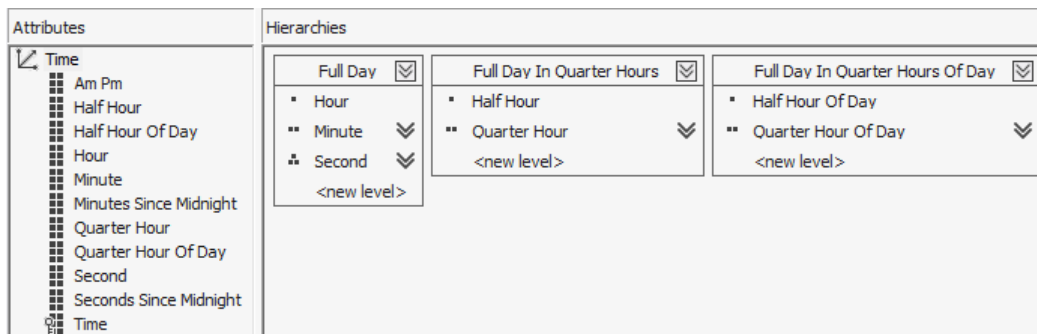 Attributes
Time
Am Pm
Half Hour
Half Hour Of Day
Hour
Minute
Minutes Since Midnight
Quarter Hour
Quarter Hour Of Day
Second
Seconds Since Midnight
Time
Hierarchies
Full Day
Hour
Minute
Second
<new level>
Full Day In Quarter Hours
Half Hour
Quarter Hour
<new level>
Full Day In Quarter Hours Of Day
Half Hour Of Day
Quarter Hour Of Day
<new level>